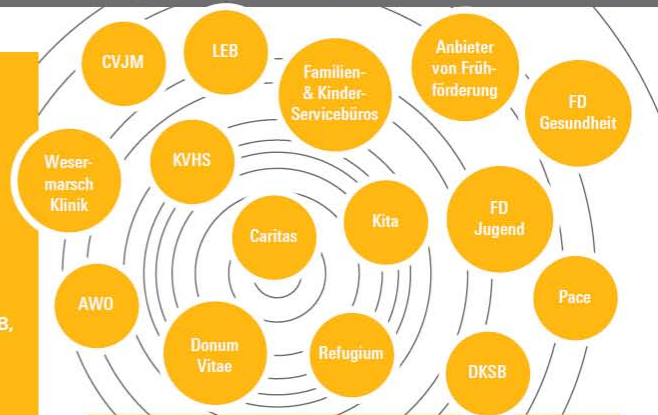 CVJM
LEB
Familien-
& Kinder-
Servicebüros
Anbieter
von Früh-
förderung
FD
Gesundheit
Weser-
marsch
Klinik
KVHS
Caritas
Kita
FD
Jugend
AWO
Pace
B,
Donum
Vitae
Refugium
DKSB